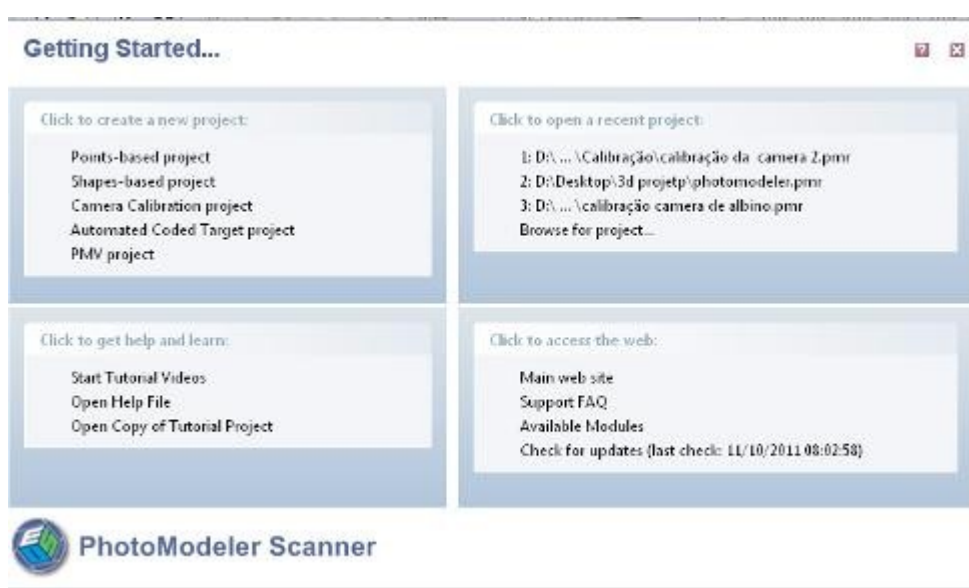 Getting Started...
Click to create a new project:
Points-based project
Shapes-based project
Camera Calibration project
Automated Coded Target project
PMV project
Click to open a recent project:
1: D:\ ... \Calibração\calibração da camera 2.pmr
2: D:\Desktop\3d projetp\photomodeler.pmr
3: D:\ ... \calibração camera de albino.pmr
Browse for project...
Click to get help and learn:
Start Tutorial Videos
Open Help File
Open Copy of Tutorial Project
Click to access the web:
Main web site
Support FAQ
Available Modules
Check for updates (last check: 11/10/2011 08:02:58)
PhotoModeler Scanner